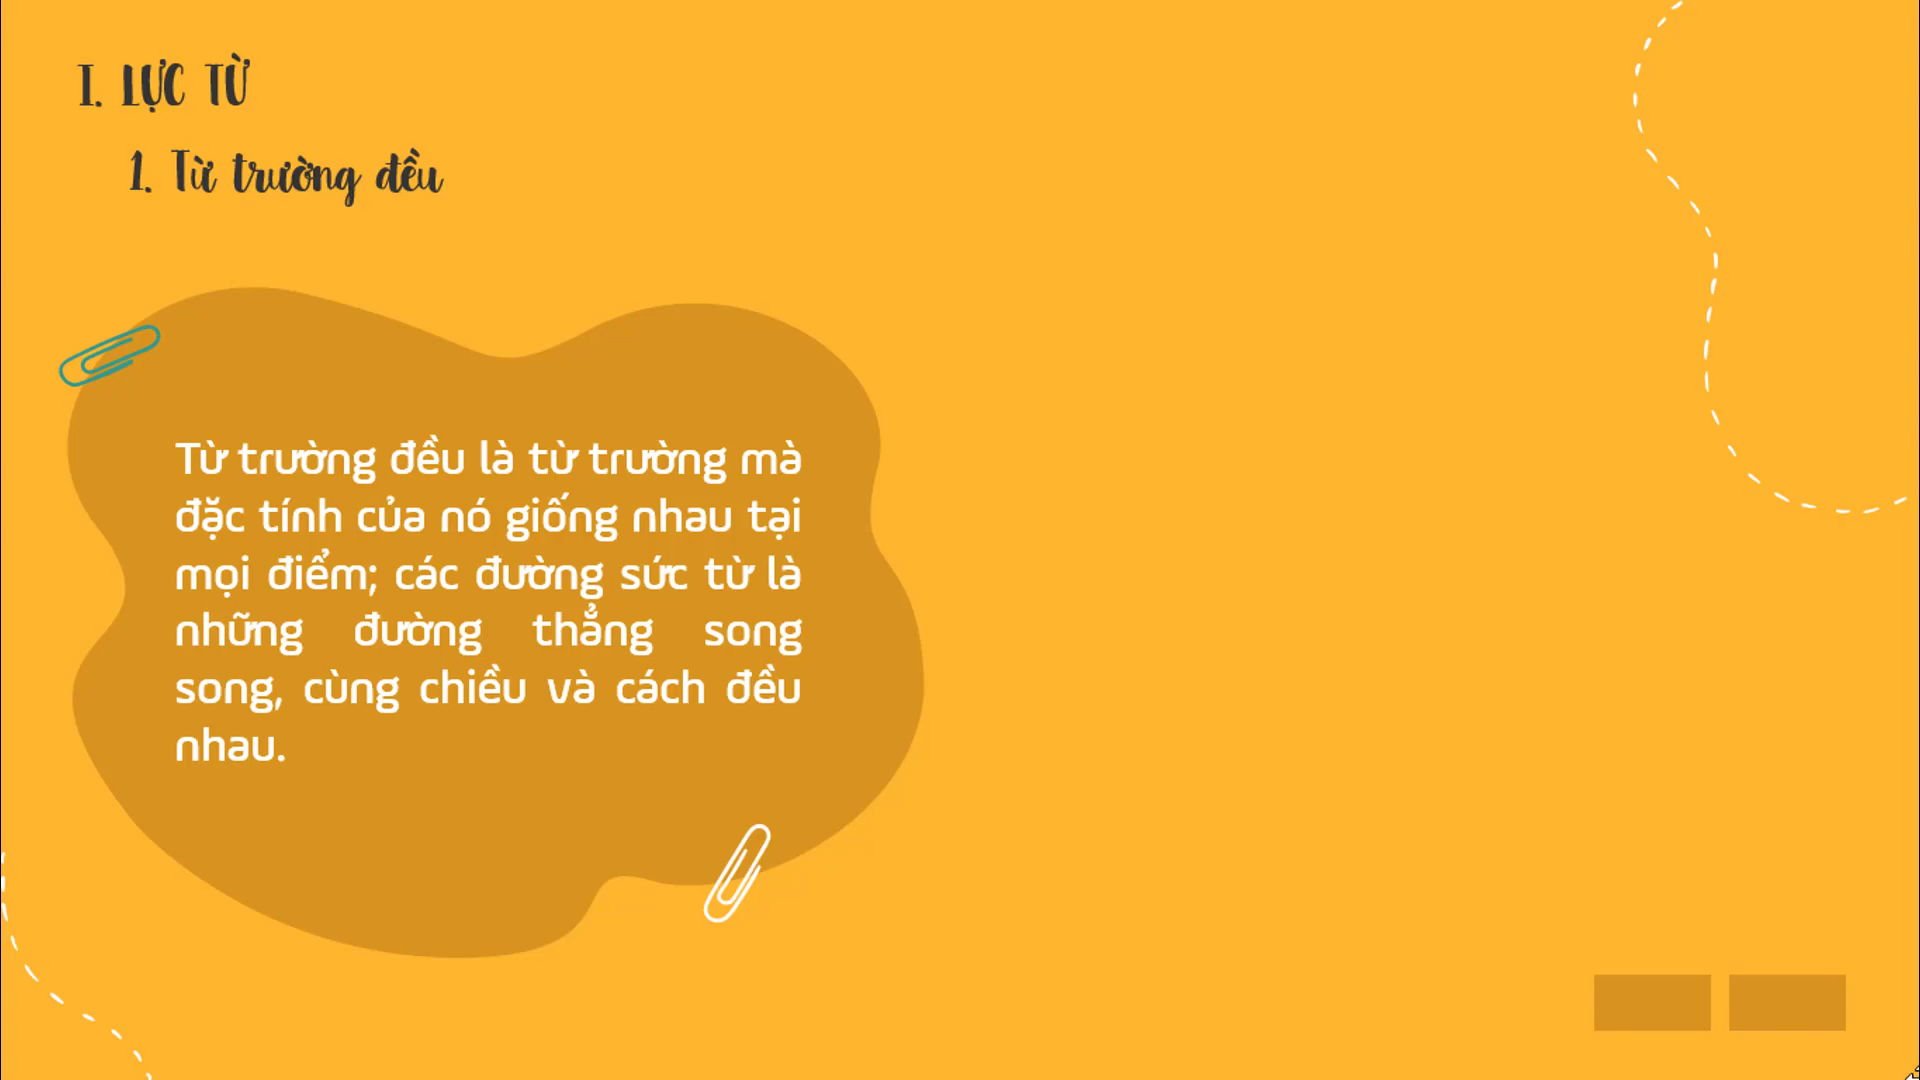 I. LỰC TỪ
1. Từ trường đều
Từ trường đều là từ trường mà
đặc tính của nó giống nhau tại
mọi điểm; các đường sức từ là
những đường thẳng song
song, cùng chiều và cách đều
nhau.